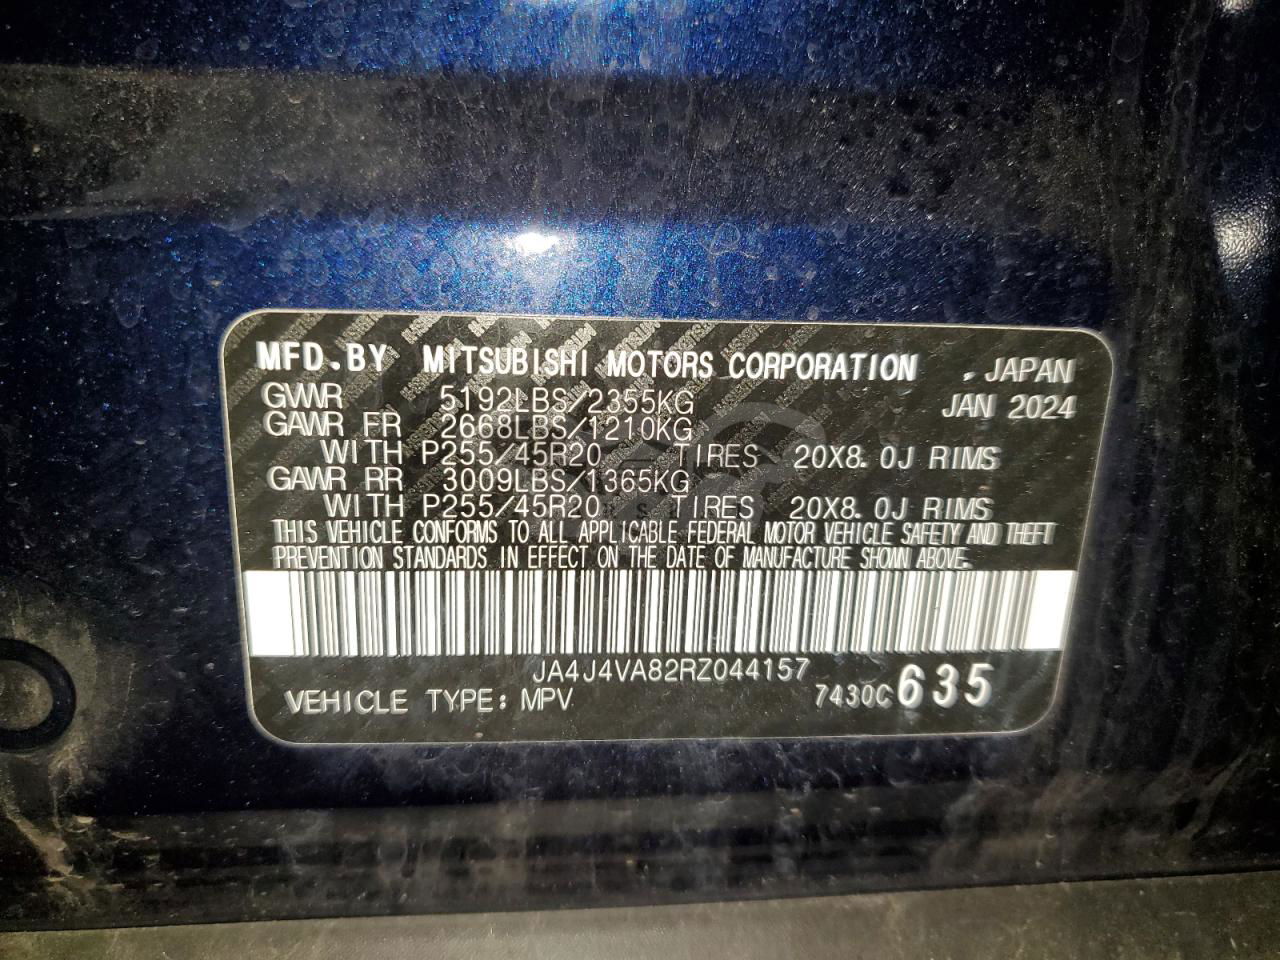 MFD.BY MITSUBISHI MOTORS CORPORATION . JAPAN
GVWR 5192LBS/2355KG JAN 2024
GAWR FR 2668LBS/1210KG
WITH P255/45R20 TIRES 20X8.0J RIMS
GAWR RR 3009LBS/1365KG
WITH P255/45R20 TIRES 20X8.0J RIMS
THIS VEHICLE CONFORMS TO ALL APPLICABLE FEDERAL MOTOR VEHICLE SAFETY AND THEFT
PREVENTION STANDARDS IN EFFECT ON THE DATE OF MANUFACTURE SHOWN ABOVE.
JA4J4VA82RZ044157
VEHICLE TYPE: MPV 7430C635